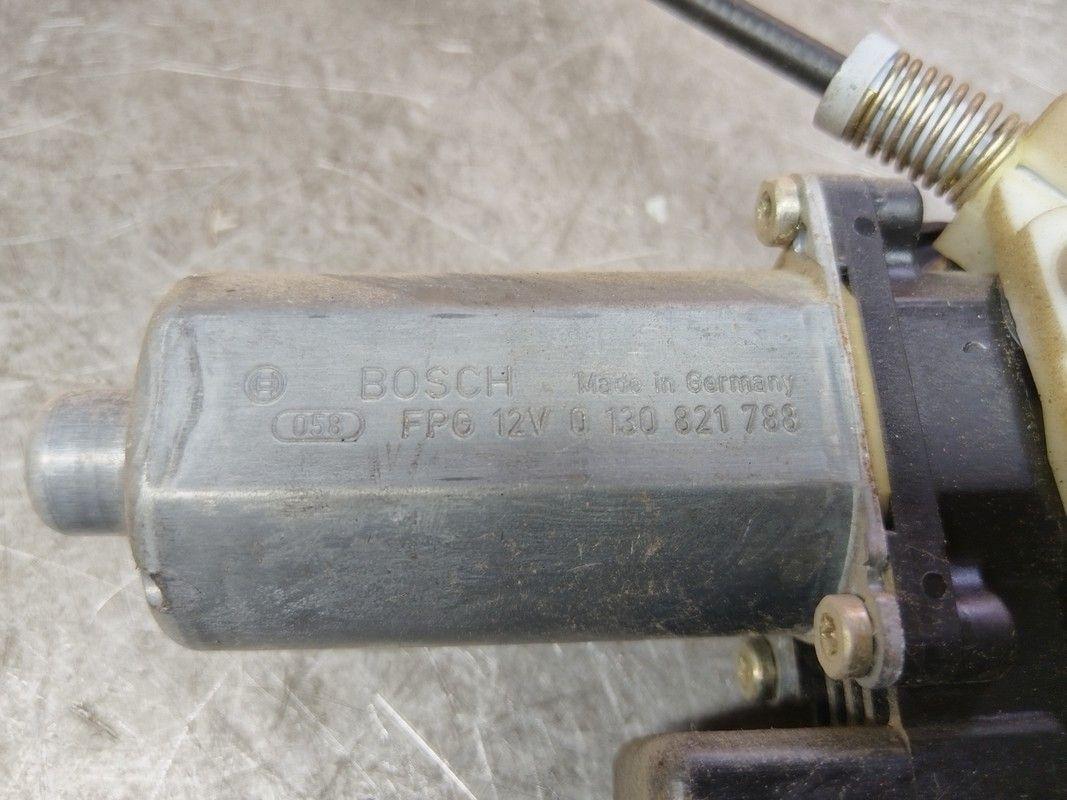 BOSCH Made in Germany
058 FPG 12V 0 130 821 788